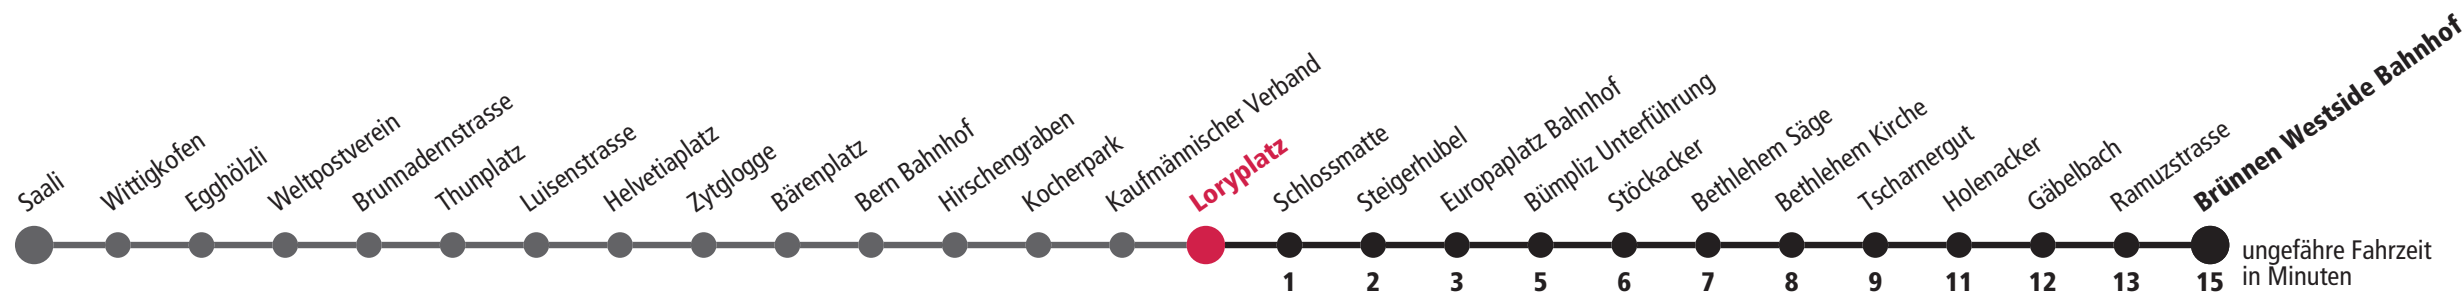 Saali
Wittigkofen
Egghölzli
Weltpostverein
Brunnadernstrasse
Thunplatz
Luisenstrasse
Helvetiaplatz
Zytglogge
Bärenplatz
Bern Bahnhof
Hirschengraben
Kocherpark
Kaufmännischer Verband
Loryplatz
Schlossmatte
Steigerhubel
Europaplatz Bahnhof
Bümpliz Unterführung
Stöckacker
Bethlehem Säge
Bethlehem Kirche
Tscharnergut
Holenacker
Gäbelbach
Ramuzstrasse
Brünnen Westside Bahnhof
1 2 3 5 6 7 8 9 11 12 13 15
ungefähre Fahrzeit
in Minuten